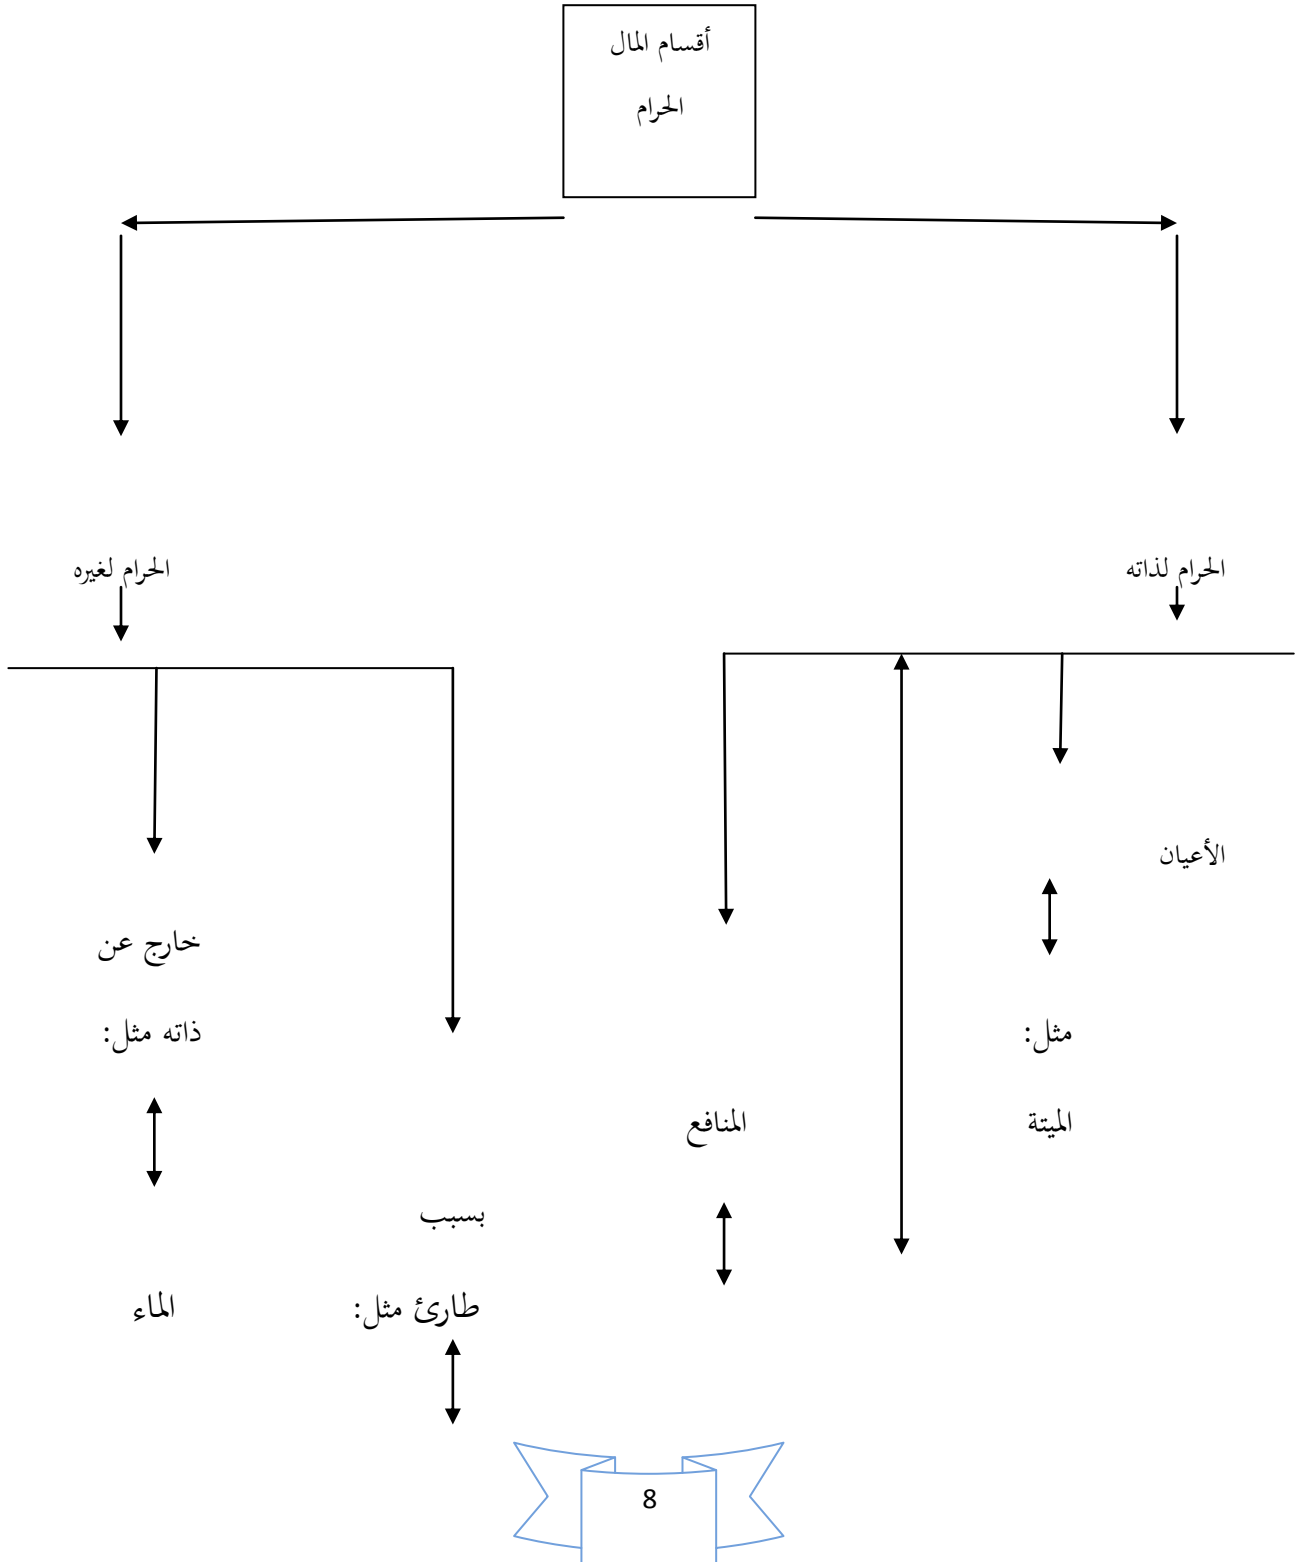 أقسام المال
الحرام
الحرام لذاته
الحرام لغيره
الأعيان
مثل:
الميتة
المنافع
بسبب
طارئ مثل:
خارج عن
ذاته مثل:
الماء
8